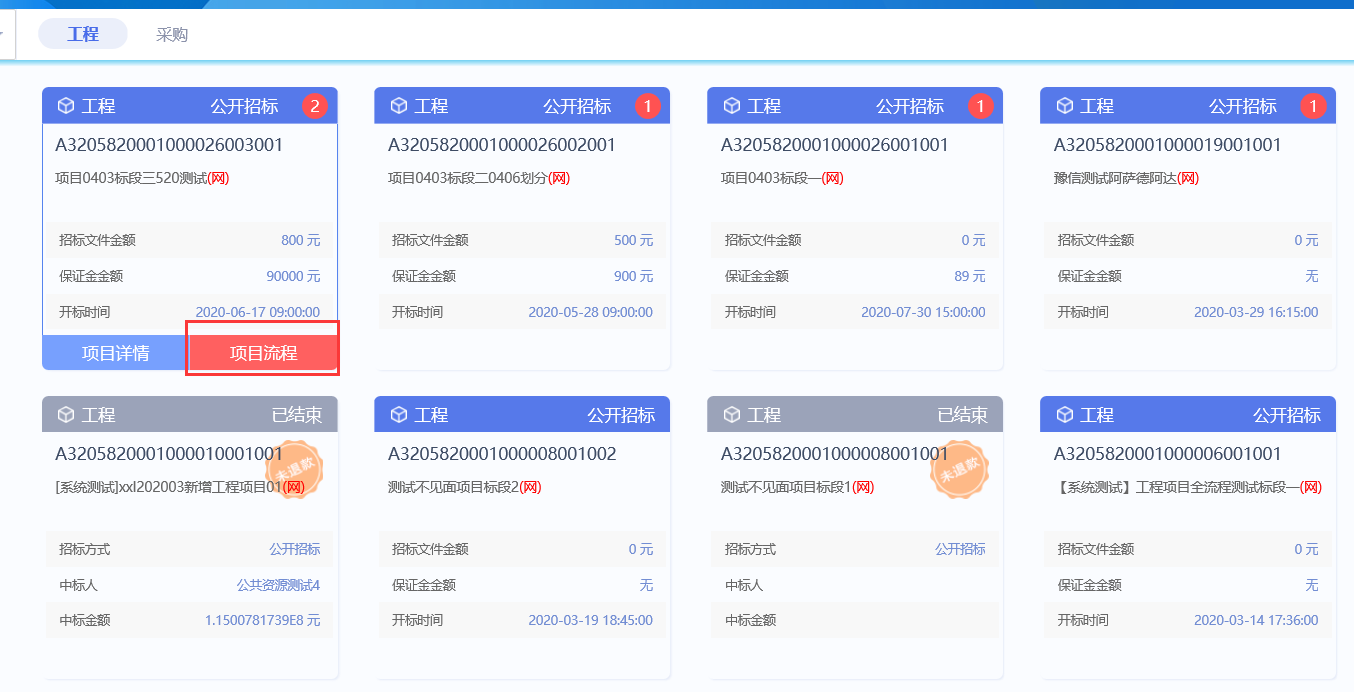 工程 采购
工程 公开招标 2
A3205820001000026003001
项目0403标段三520测试(网)
招标文件金额 800 元
保证金金额 90000 元
开标时间 2020-06-17 09:00:00
项目详情 项目流程
工程 公开招标 1
A3205820001000026002001
项目0403标段二0406划分(网)
招标文件金额 500 元
保证金金额 900 元
开标时间 2020-05-28 09:00:00
工程 公开招标 1
A3205820001000026001001
项目0403标段一(网)
招标文件金额 0 元
保证金金额 89 元
开标时间 2020-07-30 15:00:00
工程 公开招标 1
A3205820001000019001001
豫信测试阿萨德阿达(网)
招标文件金额 0 元
保证金金额 无
开标时间 2020-03-29 16:15:00
工程 已结束
A3205820001000010001001
未退款
[系统测试]xxl202003新增工程项目01(网)
招标方式 公开招标
中标人 公共资源测试4
中标金额 1.1500781739E8 元
工程 公开招标
A3205820001000008001002
测试不见面项目标段2(网)
招标文件金额 0 元
保证金金额 无
开标时间 2020-03-19 18:45:00
工程 已结束
A3205820001000008001001
未退款
测试不见面项目标段1(网)
招标方式 公开招标
中标人
中标金额
工程 公开招标
A3205820001000006001001
【系统测试】工程项目全流程测试标段一(网)
招标文件金额 0 元
保证金金额 无
开标时间 2020-03-14 17:36:00